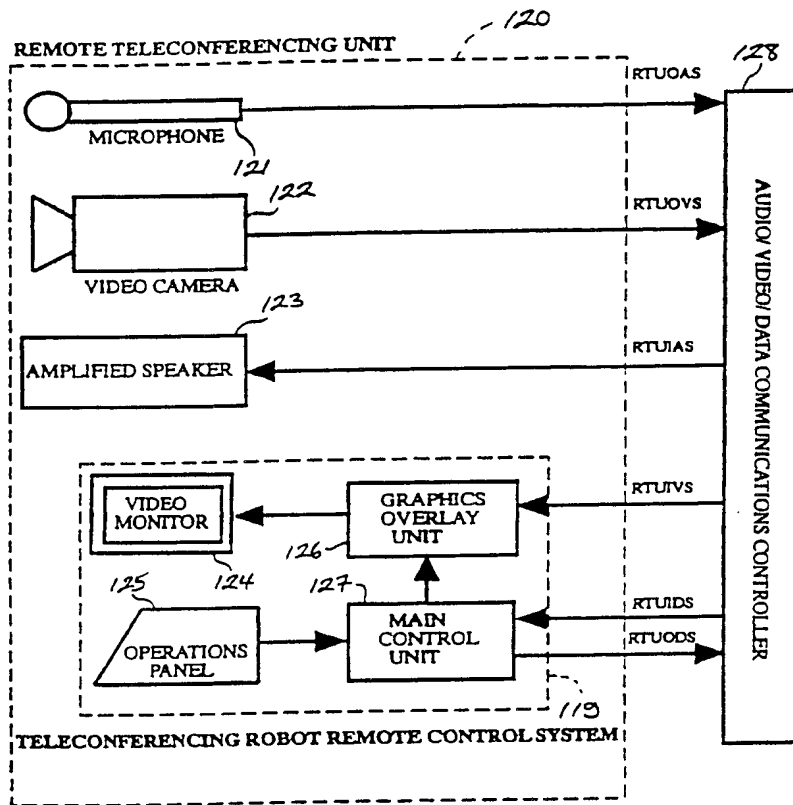 REMOTE TELECONFERENCING UNIT
120
128
RTUOAS
MICROPHONE
121
122
RTUOVS
VIDEO CAMERA
123
RTUIAS
AMPLIFIED SPEAKER
AUDIO/ VIDEO/ DATA COMMUNICATIONS CONTROLLER
VIDEO
MONITOR
GRAPHICS
OVERLAY
UNIT
RTUIVS
126
124
125
127
RTUIDS
MAIN
CONTROL
UNIT
RTUODS
OPERATIONS
PANEL
119
TELECONFERENCING ROBOT REMOTE CONTROL SYSTEM